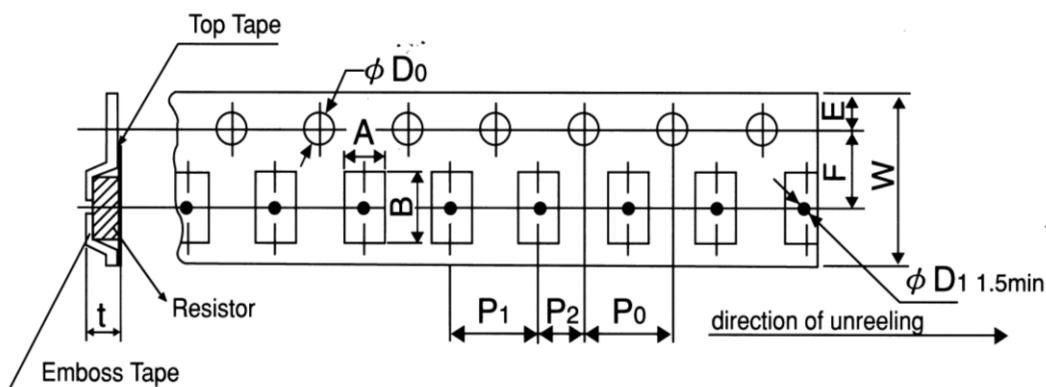 Top Tape
φ D0
A
E
F
W
B
φ D1 1.5min
t
Resistor
P1
P2
P0
direction of unreeling
Emboss Tape